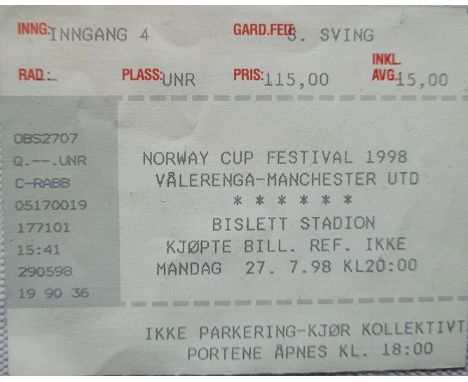 INNG: INNGANG 4 GARD.FELT 3. SVING
RAD.: - PLASS: UNR PRIS: 115,00 INKL. AVG.: 15,00
OBS2707
Q.--.UNR
C-RABB
05170019
177101
15:41
290598
19 90 36
NORWAY CUP FESTIVAL 1998
VÅLERENGA-MANCHESTER UTD
* * * * * *
BISLETT STADION
KJØPTE BILL. REF. IKKE
MANDAG 27. 7.98 KL20:00
IKKE PARKERING-KJØR KOLLEKTIVT
PORTENE ÅPNES KL. 18:00